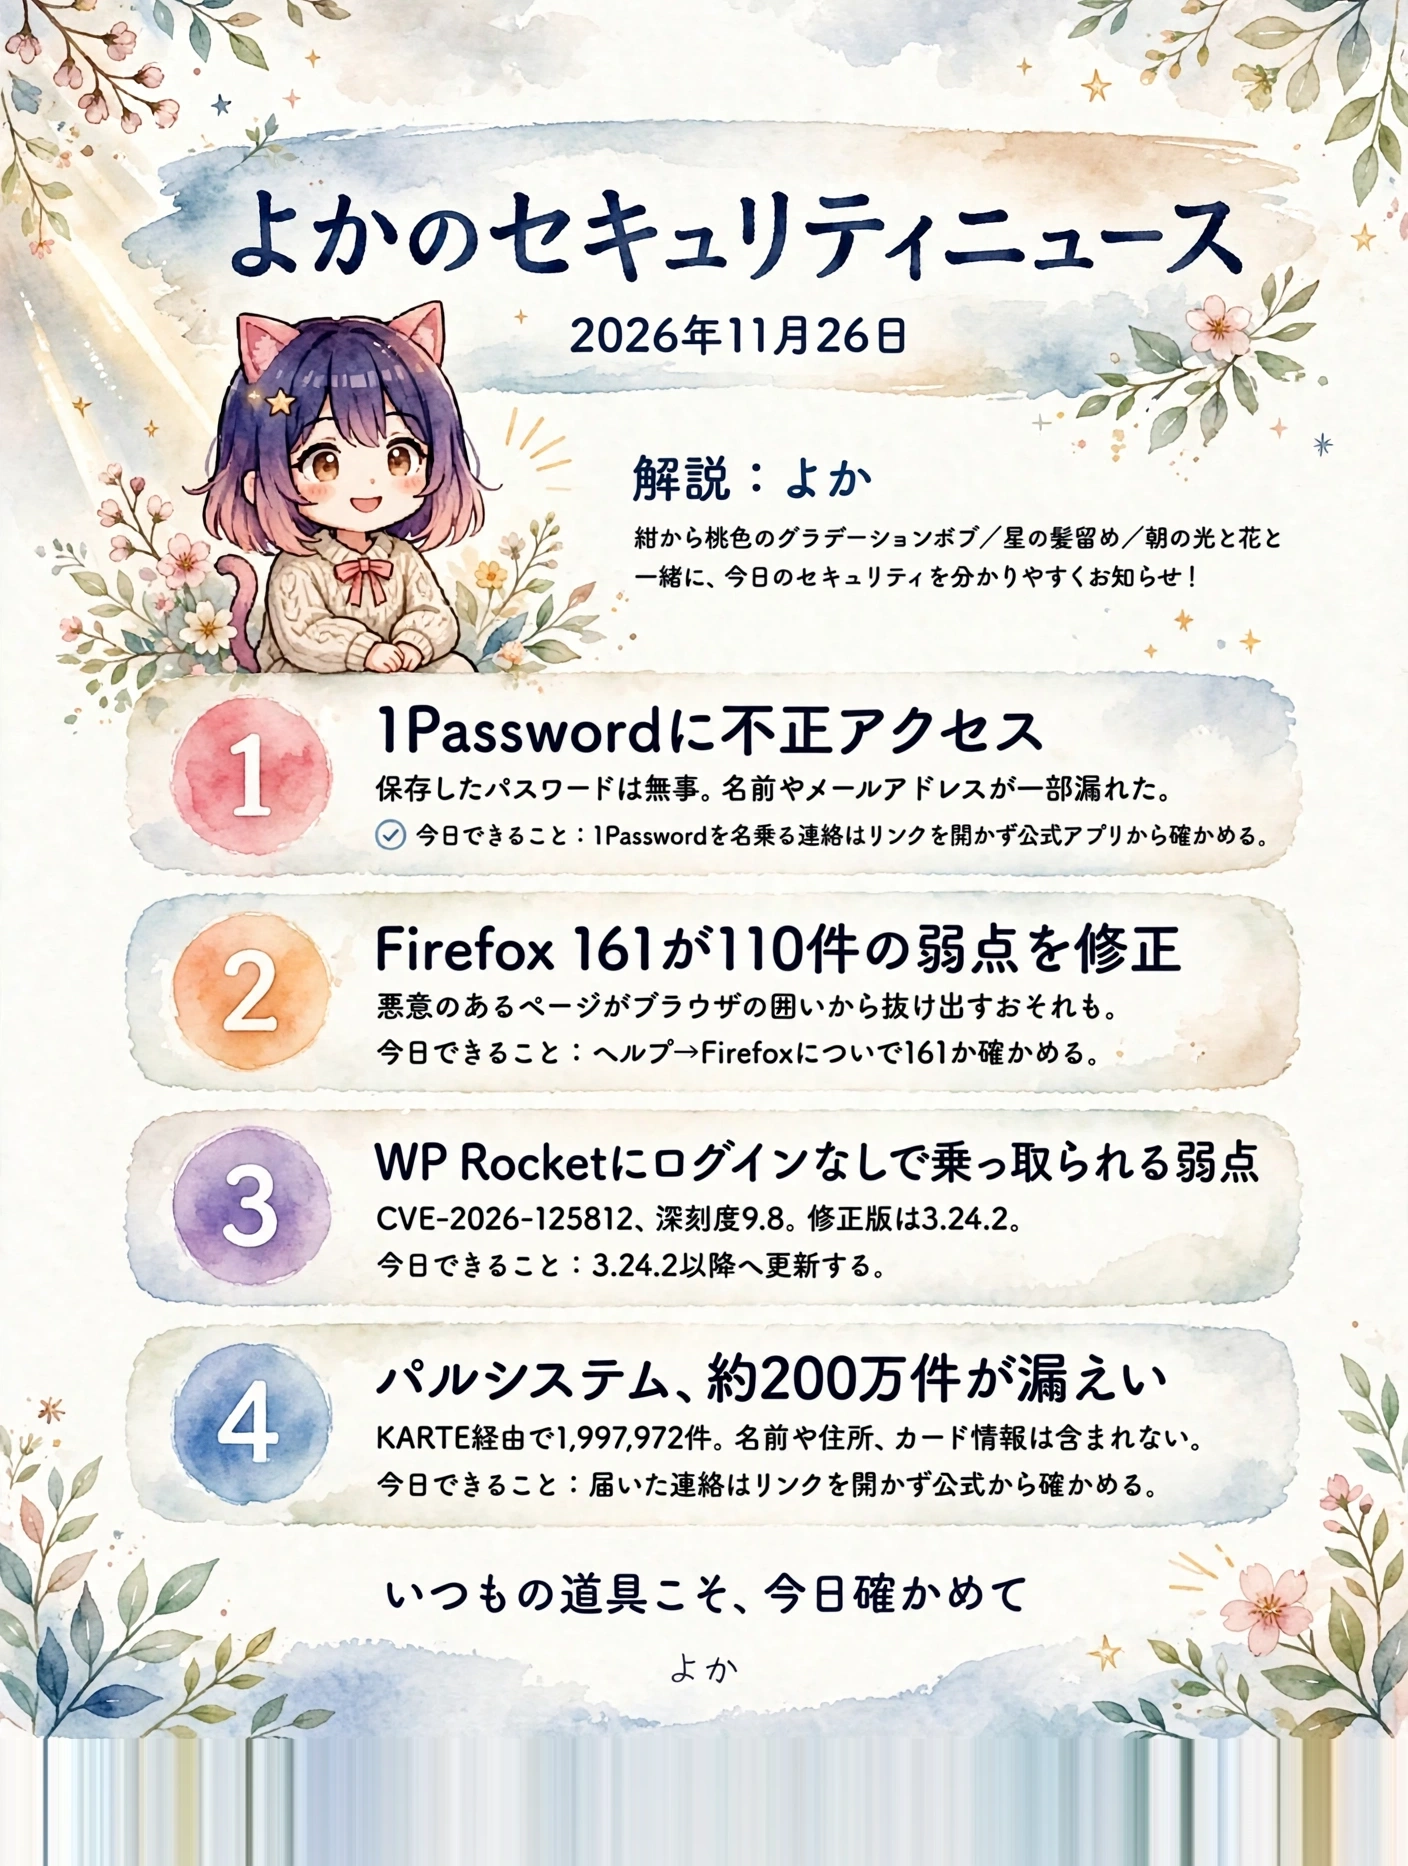 よかのセキュリティニュース
2026年11月26日
解説：よか
紺から桃色のグラデーションボブ／星の髪留め／朝の光と花と
一緒に、今日のセキュリティを分かりやすくお知らせ！
1
1Passwordに不正アクセス
保存したパスワードは無事。名前やメールアドレスが一部漏れた。
今日できること：1Passwordを名乗る連絡はリンクを開かず公式アプリから確かめる。
2
Firefox 161が110件の弱点を修正
悪意のあるページがブラウザの囲いから抜け出すおそれも。
今日できること：ヘルプ→Firefoxについで161か確かめる。
3
WP Rocketにログインなしで乗っ取られる弱点
CVE-2026-125812、深刻度9.8。修正版は3.24.2。
今日できること：3.24.2以降へ更新する。
4
パルシステム、約200万件が漏えい
KARTE経由で1,997,972件。名前や住所、カード情報は含まれない。
今日できること：届いた連絡はリンクを開かず公式から確かめる。
いつもの道具こそ、今日確かめて
よか